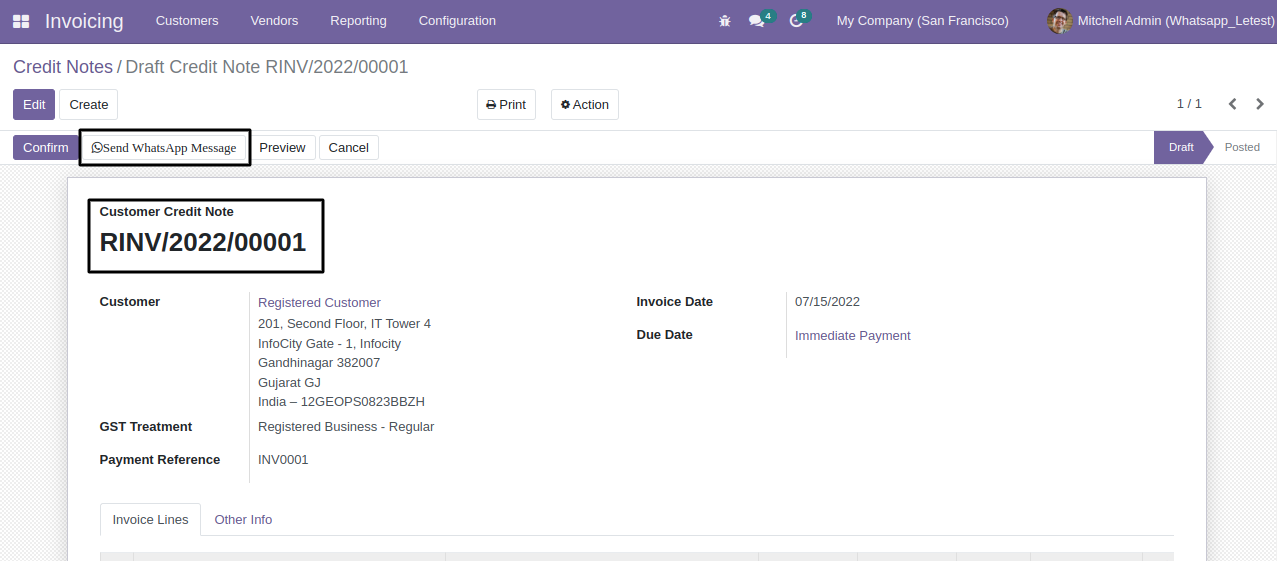 Invoicing Customers Vendors Reporting Configuration 4 8 My Company (San Francisco) Mitchell Admin (Whatsapp_Letest)
Credit Notes / Draft Credit Note RINV/2022/00001
Edit Create Print Action 1 / 1
Confirm Send WhatsApp Message Preview Cancel Draft Posted
Customer Credit Note
RINV/2022/00001
Customer Registered Customer Invoice Date 07/15/2022
201, Second Floor, IT Tower 4
Due Date Immediate Payment
InfoCity Gate - 1, Infocity
Gandhinagar 382007
Gujarat GJ
India – 12GEOPS0823BBZH
GST Treatment Registered Business - Regular
Payment Reference INV0001
Invoice Lines Other Info